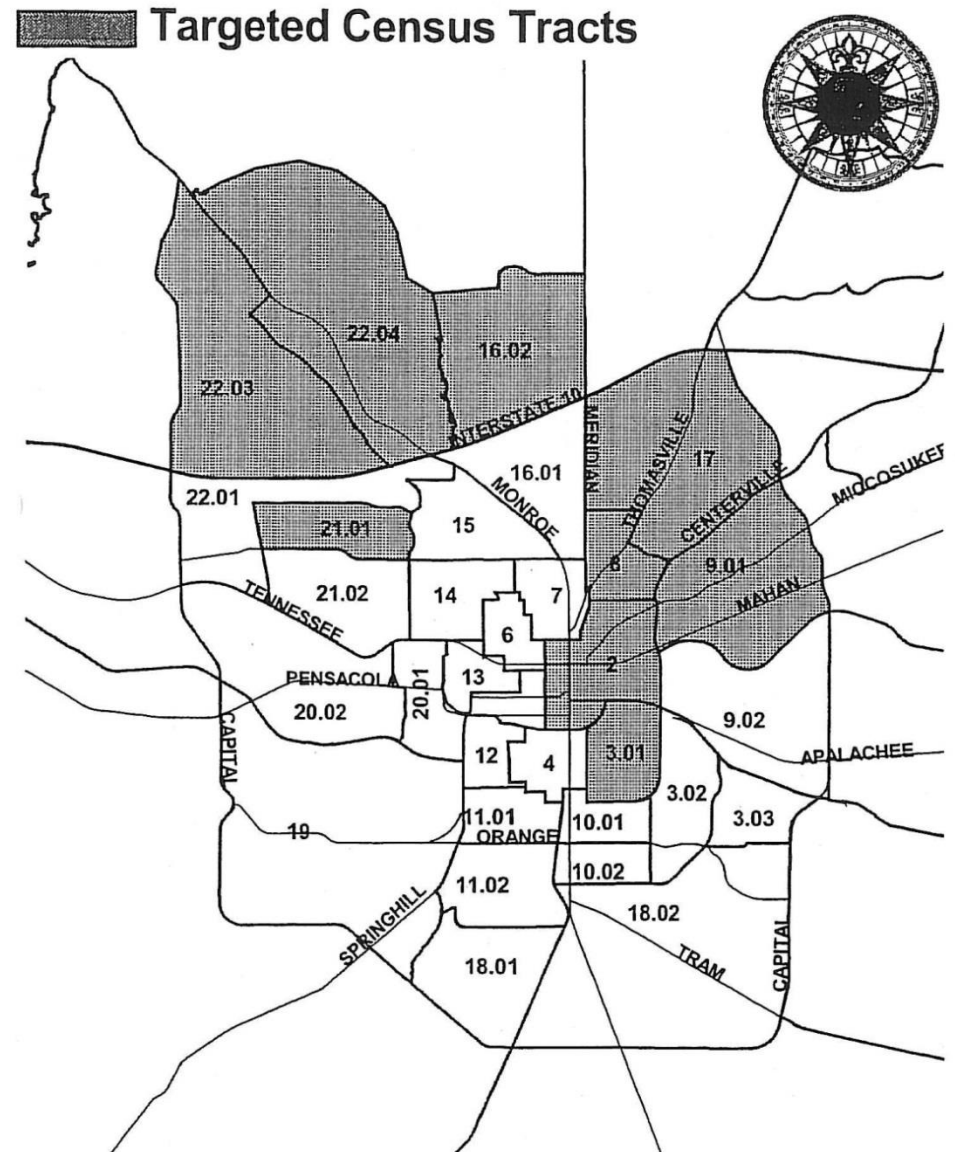 Targeted Census Tracts
22.04
16.02
22.03
INTERSTATE 10
MERIDIAN
THOMASVILLE
17
CENTERVILLE
MICCOSUKEE
16.01
MONROE
22.01
15
21.01
8
9.01
MAHAN
21.02
14
7
TENNESSEE
6
2
13
PENSACOLA
20.01
20.02
9.02
CAPITAL
12
4
3.01
APALACHEE
3.02
3.03
11.01
10.01
19
ORANGE
10.02
11.02
18.02
SPRINGHILL
18.01
TRAM
CAPITAL